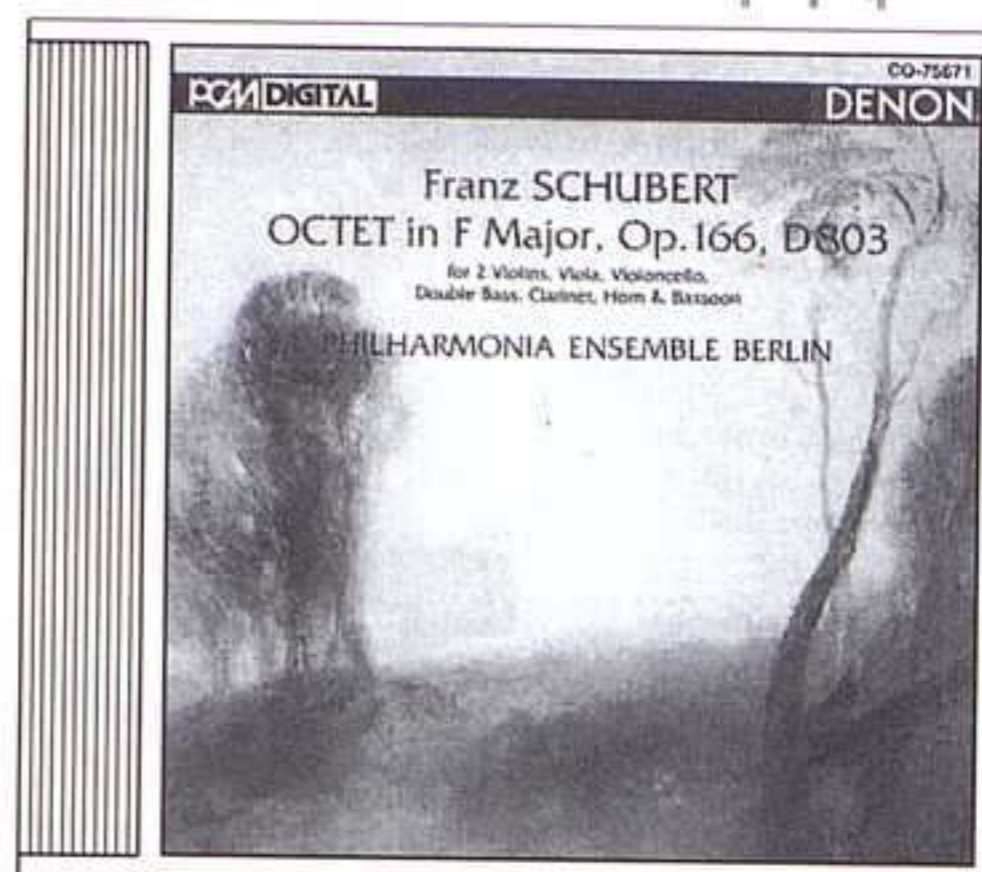 CO-75671
PCM DIGITAL
DENON
Franz SCHUBERT
OCTET in F Major, Op.166, D803
for 2 Violins, Viola, Violoncello,
Double Bass, Clarinet, Horn & Bassoon
PHILHARMONIA ENSEMBLE BERLIN